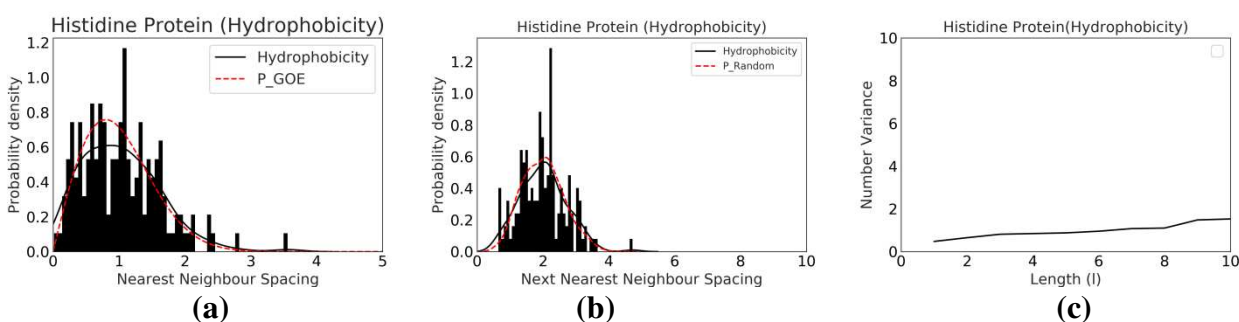 Histidine Protein (Hydrophobicity)
Probability density
1.2
1.0
0.8
0.6
0.4
0.2
0.0
Hydrophobicity
P_GOE
0 1 2 3 4 5
Nearest Neighbour Spacing
(a)
Histidine Protein (Hydrophobicity)
Probability density
1.4
1.2
1.0
0.8
0.6
0.4
0.2
0.0
Hydrophobicity
P_Random
0 2 4 6 8 10
Next Nearest Neighbour Spacing
(b)
Histidine Protein(Hydrophobicity)
Number Variance
10
8
6
4
2
0
0 2 4 6 8 10
Length (l)
(c)